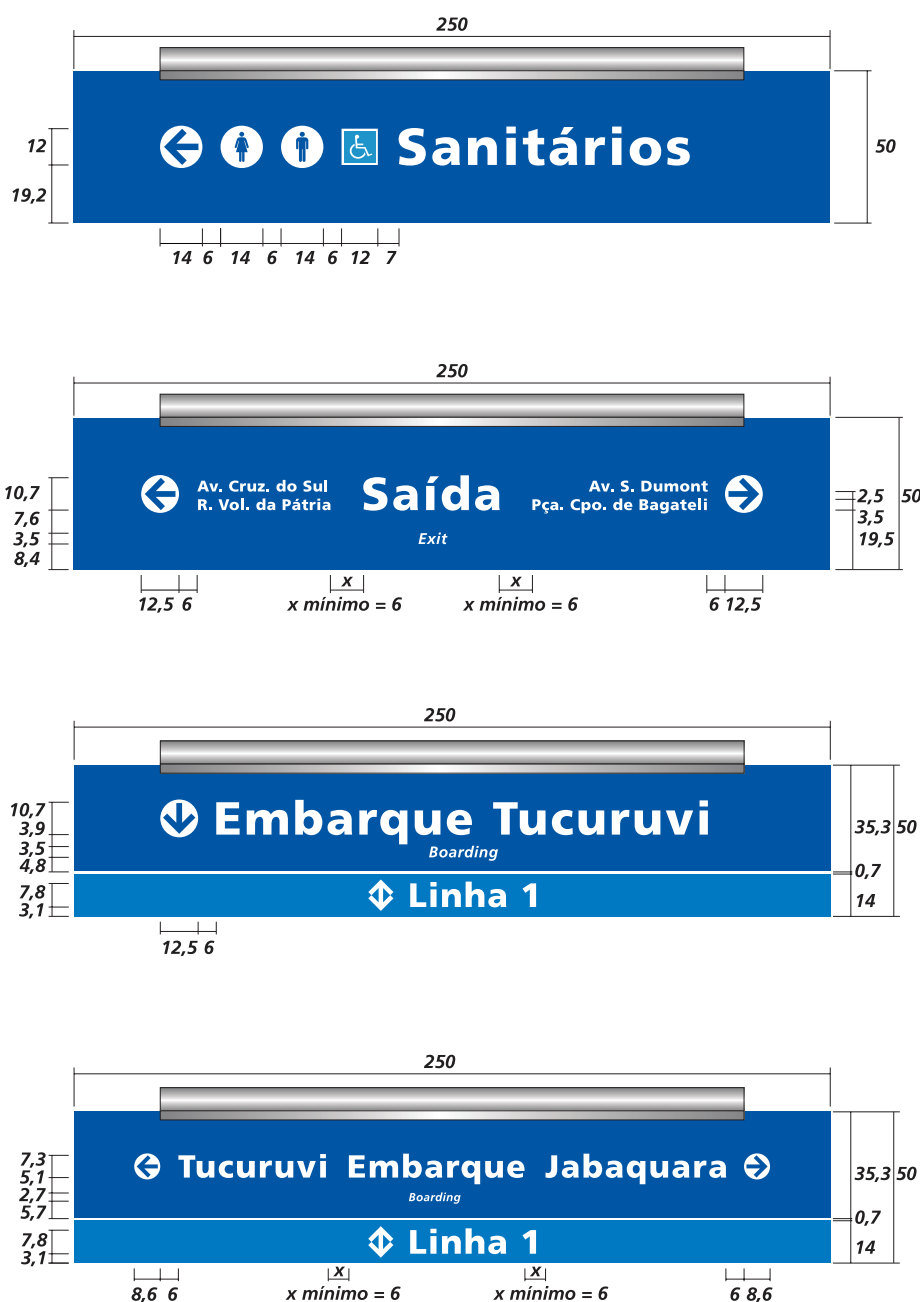 250
12
19,2
Sanitários
50
14 6 14 6 14 6 12 7
250
10,7
7,6
3,5
8,4
Av. Cruz. do Sul
R. Vol. da Pátria
Saída
Exit
Av. S. Dumont
Pça. Cpo. de Bagateli
2,5
3,5
19,5
50
12,5 6
x
x mínimo = 6
x
x mínimo = 6
6 12,5
250
10,7
3,9
3,5
4,8
7,8
3,1
Embarque Tucuruvi
Boarding
Linha 1
35,3 50
0,7
14
12,5 6
250
7,3
5,1
2,7
5,7
7,8
3,1
Tucuruvi Embarque Jabaquara
Boarding
Linha 1
35,3 50
0,7
14
8,6 6
x
x mínimo = 6
x
x mínimo = 6
6 8,6